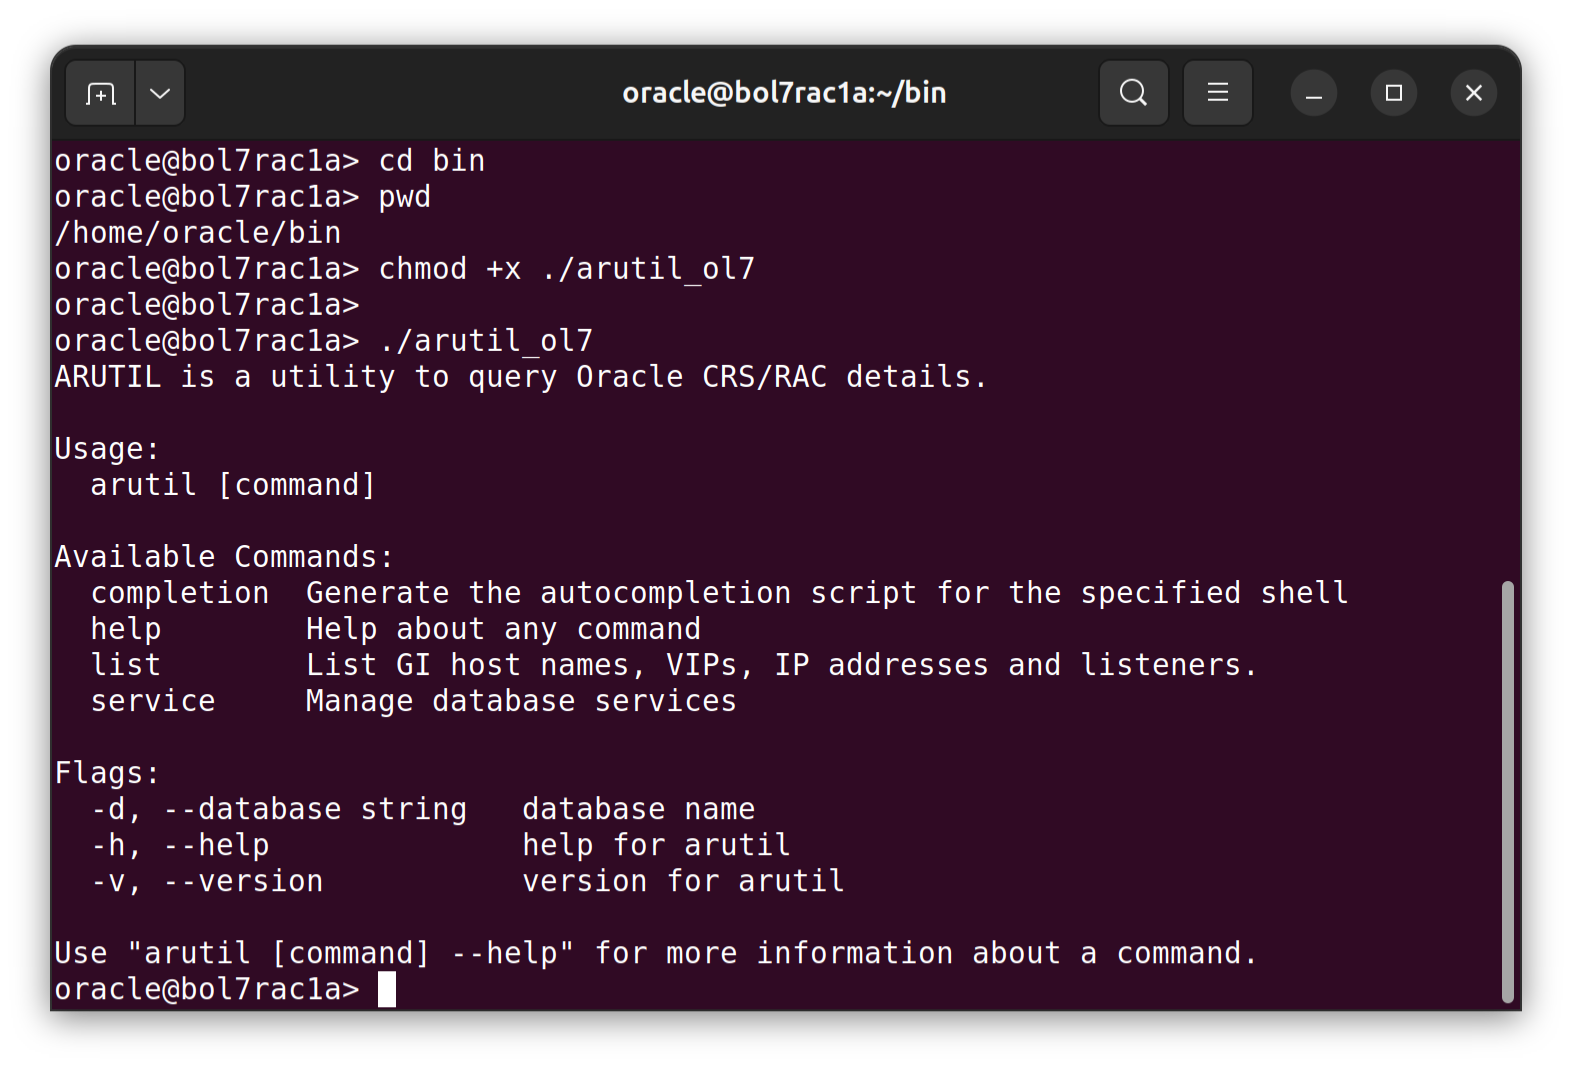 oracle@bol7rac1a:~/bin
oracle@bol7rac1a> cd bin
oracle@bol7rac1a> pwd
/home/oracle/bin
oracle@bol7rac1a> chmod +x ./arutil_ol7
oracle@bol7rac1a>
oracle@bol7rac1a> ./arutil_ol7
ARUTIL is a utility to query Oracle CRS/RAC details.

Usage:
  arutil [command]

Available Commands:
  completion  Generate the autocompletion script for the specified shell
  help        Help about any command
  list        List GI host names, VIPs, IP addresses and listeners.
  service     Manage database services

Flags:
  -d, --database string   database name
  -h, --help              help for arutil
  -v, --version           version for arutil

Use "arutil [command] --help" for more information about a command.
oracle@bol7rac1a>